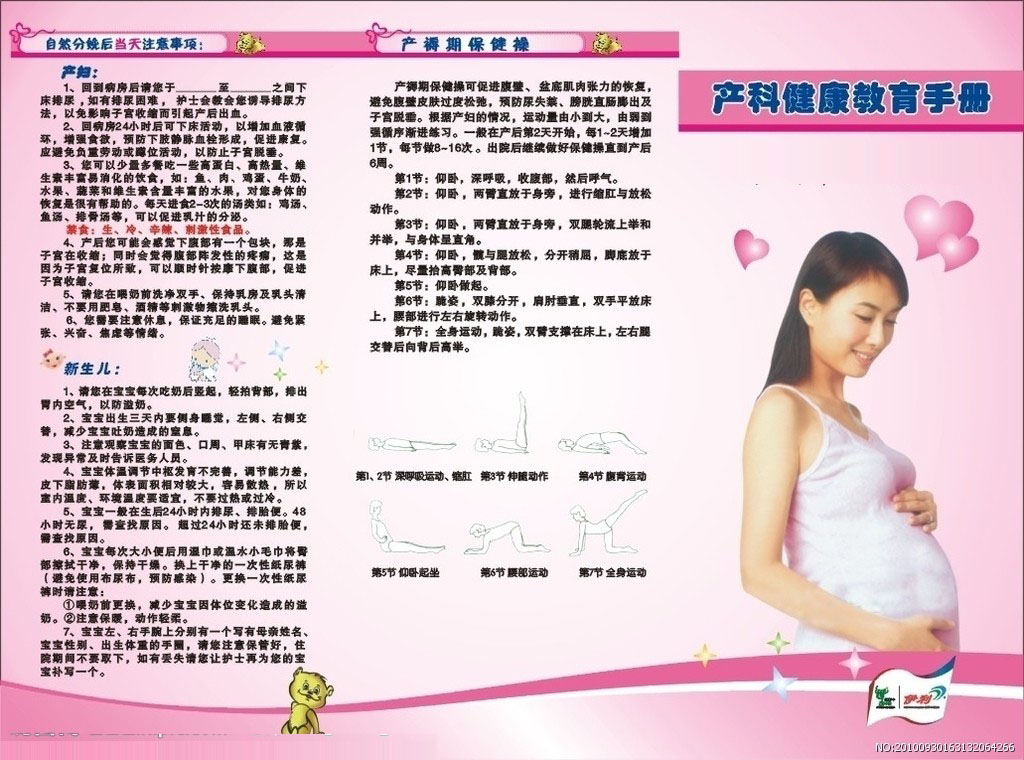 自然分娩后当天注意事项：
产妇：
1、回到病房后请您于______至______之间下
床排尿，如有排尿困难， 护士会教会您诱导排尿方
法，以免影响子宫收缩而引起产后出血。
2、回病房24小时后可下床活动，以增加血液循
环，增强食欲，预防下肢静脉血栓形成，促进康复。
应避免负重劳动或蹲位活动，以防止子宫脱垂。
3、您可以少量多餐吃一些高蛋白、高热量、维
生素丰富易消化的饮食，如：鱼、肉、鸡蛋、牛奶、
水果、蔬菜和维生素含量丰富的水果，对您身体的
恢复是很有帮助的。每天进食2-3次的汤类如：鸡汤、
鱼汤、排骨汤等，可以促进乳汁的分泌。
禁食：生、冷、辛辣、刺激性食品。
4、产后您可能会感觉下腹部有一个包块，那是
子宫在收缩；同时会觉得腹部阵发性的疼痛，这是
因为子宫复位所致，可以顺时针按摩下腹部，促进
子宫收缩。
5、请您在喂奶前洗净双手、保持乳房及乳头清
洁、不要用肥皂、酒精等刺激物擦洗乳头。
6、您需要注意休息，保证充足的睡眠。避免紧
张、兴奋、焦虑等情绪。
新生儿：
1、请您在宝宝每次吃奶后竖起，轻拍背部，排出
胃内空气，以防溢奶。
2、宝宝出生三天内要侧身睡觉，左侧、右侧交
替，减少宝宝吐奶造成的窒息。
3、注意观察宝宝的面色、口周、甲床有无青紫，
发现异常及时告诉医务人员。
4、宝宝体温调节中枢发育不完善，调节能力差，
皮下脂肪薄，体表面积相对较大，容易散热，所以
室内温度、环境温度要适宜，不要过热或过冷。
5、宝宝一般在生后24小时内排尿、排胎便。48
小时无尿，需查找原因。 超过24小时还未排胎便，
需查找原因。
6、宝宝每次大小便后用湿巾或温水小毛巾将臀
部擦拭干净，保持干燥。换上干净的一次性纸尿裤
（避免使用布尿布，预防感染）。更换一次性纸尿
裤时请注意：
①喂奶前更换，减少宝宝因体位变化造成的溢
奶。②注意保暖，动作轻柔。
7、宝宝左、右手腕上分别有一个写有母亲姓名、
宝宝性别、出生体重的手圈，请您注意保管好，住
院期间不要取下，如有丢失请您让护士再为您的宝
宝补写一个。
产褥期保健操
产褥期保健操可促进腹壁、盆底肌肉张力的恢复，
避免腹壁皮肤过度松弛，预防尿失禁、膀胱直肠膨出及
子宫脱垂。根据产妇的情况，运动量由小到大，由弱到
强循序渐进练习。一般在产后第2天开始，每1~2天增加
1节，每节做8~16次 。出院后继续做好保健操直到产后
6周。
第1节：仰卧，深呼吸，收腹部，然后呼气。
第2节：仰卧，两臂直放于身旁，进行缩肛与放松
动作。
第3节：仰卧，两臂直放于身旁，双腿轮流上举和
并举，与身体呈直角。
第4节：仰卧，髋与腿放松，分开稍屈，脚底放于
床上，尽量抬高臀部及背部。
第5节：仰卧做起。
第6节：跪姿，双膝分开，肩肘垂直，双手平放床
上，腰部进行左右旋转动作。
第7节：全身运动，跪姿，双臂支撑在床上，左右腿
交替后向背后高举。
第1、2节 深呼吸运动、缩肛
第3节 伸腿动作
第4节 腹背运动
第5节 仰卧起坐
第6节 腰部运动
第7节 全身运动
产科健康教育手册
伊利
NO:20100930153132064266